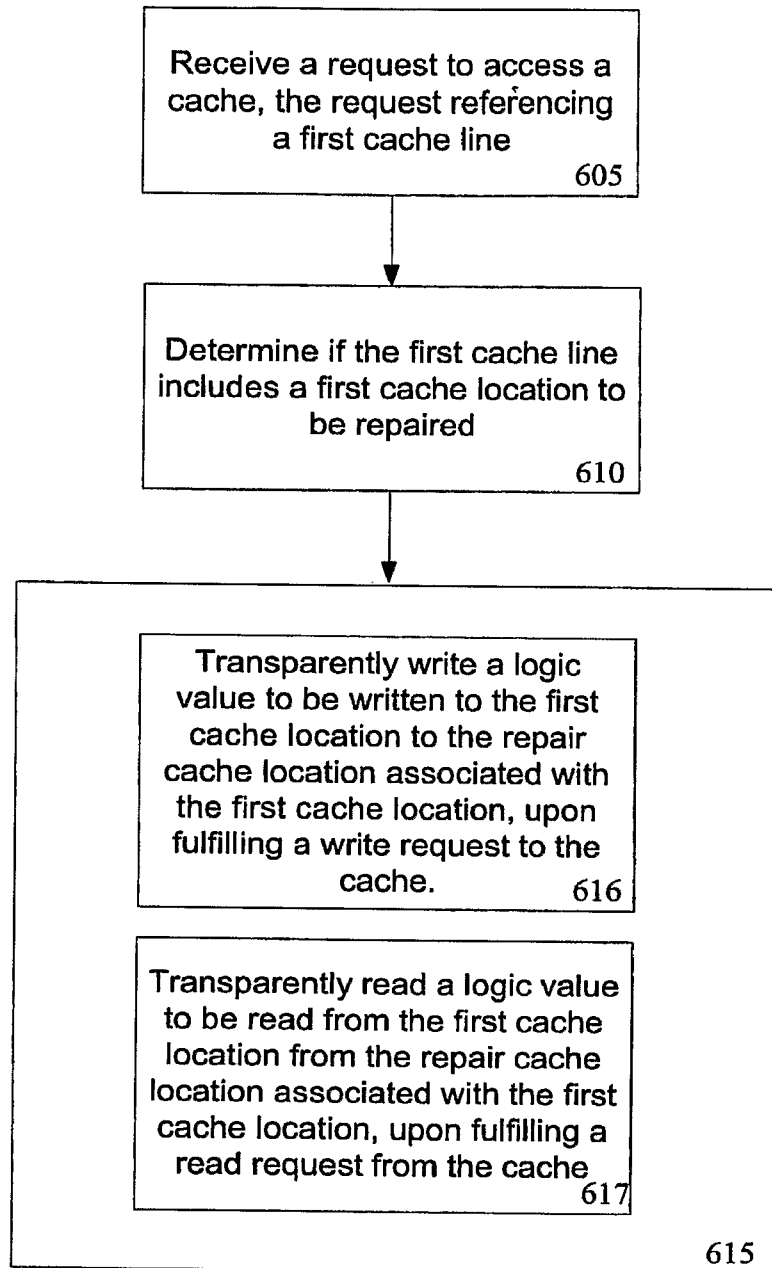 Receive a request to access a
cache, the request referencing
a first cache line
605
Determine if the first cache line
includes a first cache location to
be repaired
610
Transparently write a logic
value to be written to the first
cache location to the repair
cache location associated with
the first cache location, upon
fulfilling a write request to the
cache.
616
Transparently read a logic value
to be read from the first cache
location from the repair cache
location associated with the first
cache location, upon fulfilling a
read request from the cache
617
615